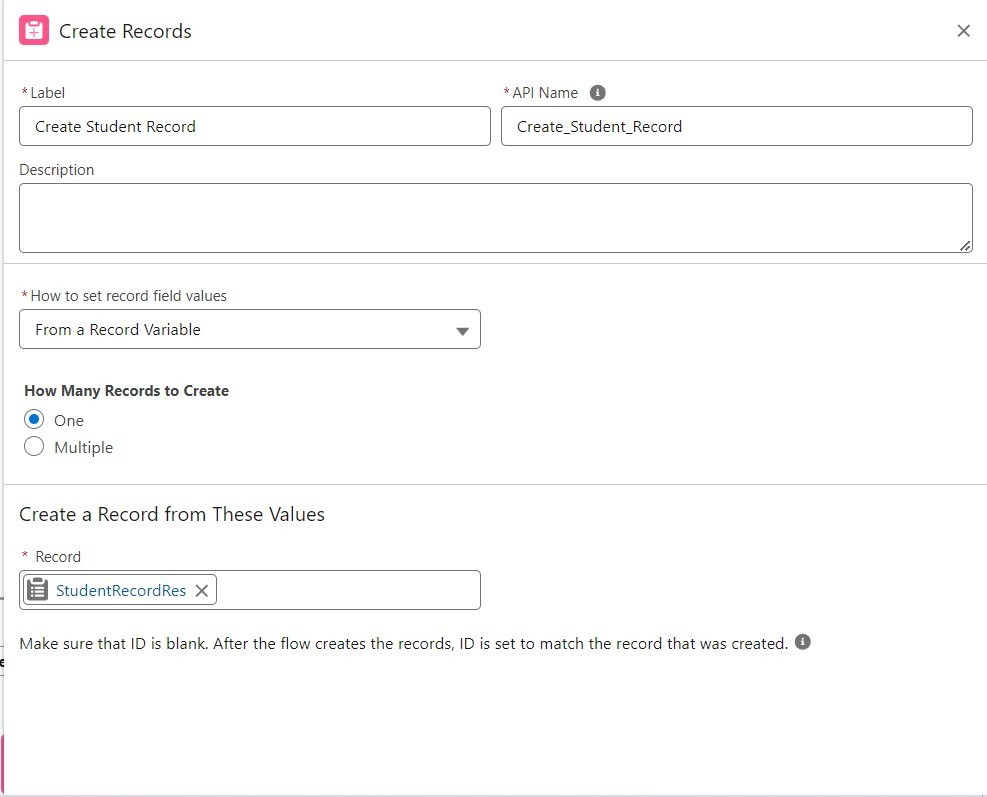 Create Records
* Label
* API Name
Create Student Record
Create_Student_Record
Description
* How to set record field values
From a Record Variable
How Many Records to Create
One
Multiple
Create a Record from These Values
* Record
StudentRecordRes
Make sure that ID is blank. After the flow creates the records, ID is set to match the record that was created.